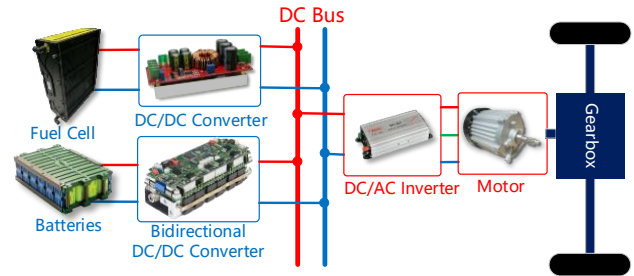 DC Bus
Fuel Cell
DC/DC Converter
Gearbox
DC/AC Inverter
Motor
Batteries
Bidirectional
DC/DC Converter